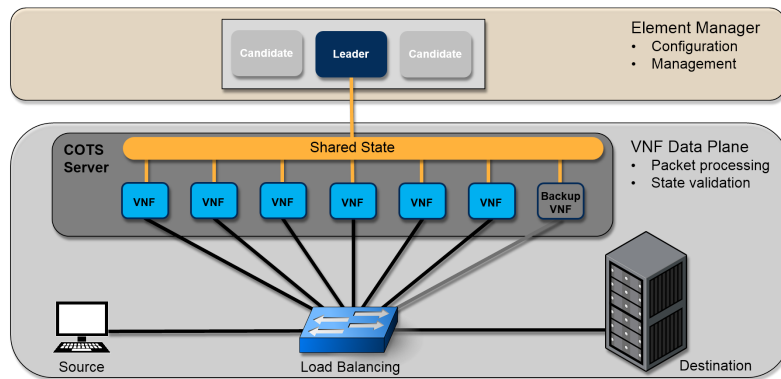 Candidate
Leader
Candidate
Element Manager
• Configuration
• Management
COTS
Server
Shared State
VNF Data Plane
• Packet processing
• State validation
VNF
VNF
VNF
VNF
VNF
VNF
Backup
VNF
Source
Load Balancing
Destination